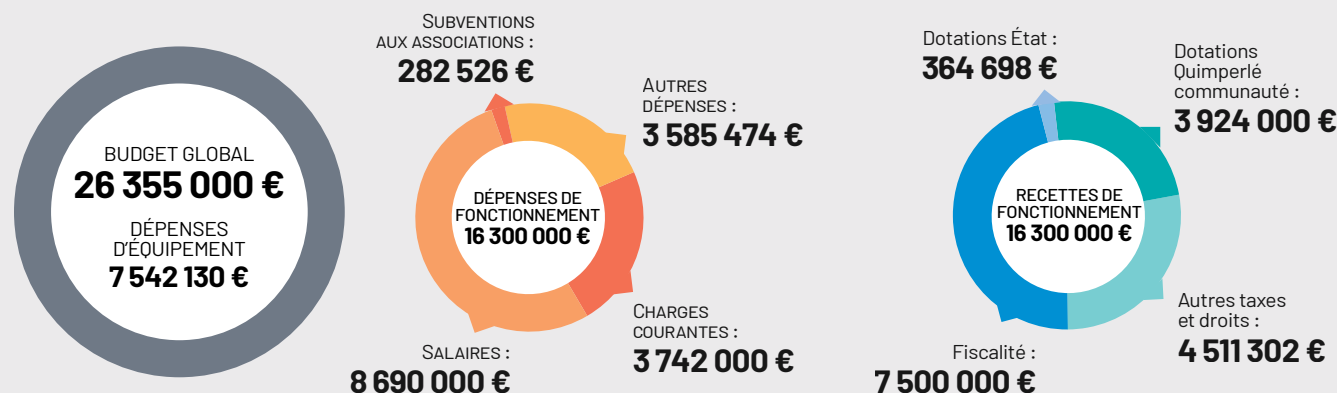 BUDGET GLOBAL
26 355 000 €
DÉPENSES
D'ÉQUIPEMENT
7 542 130 €
SUBVENTIONS
AUX ASSOCIATIONS :
282 526 €
AUTRES
DÉPENSES :
3 585 474 €
DÉPENSES DE
FONCTIONNEMENT
16 300 000 €
CHARGES
COURANTES :
3 742 000 €
SALAIRES :
8 690 000 €
Dotations État :
364 698 €
Dotations
Quimperlé
communauté :
3 924 000 €
RECETTES DE
FONCTIONNEMENT
16 300 000 €
Autres taxes
et droits :
4 511 302 €
Fiscalité :
7 500 000 €